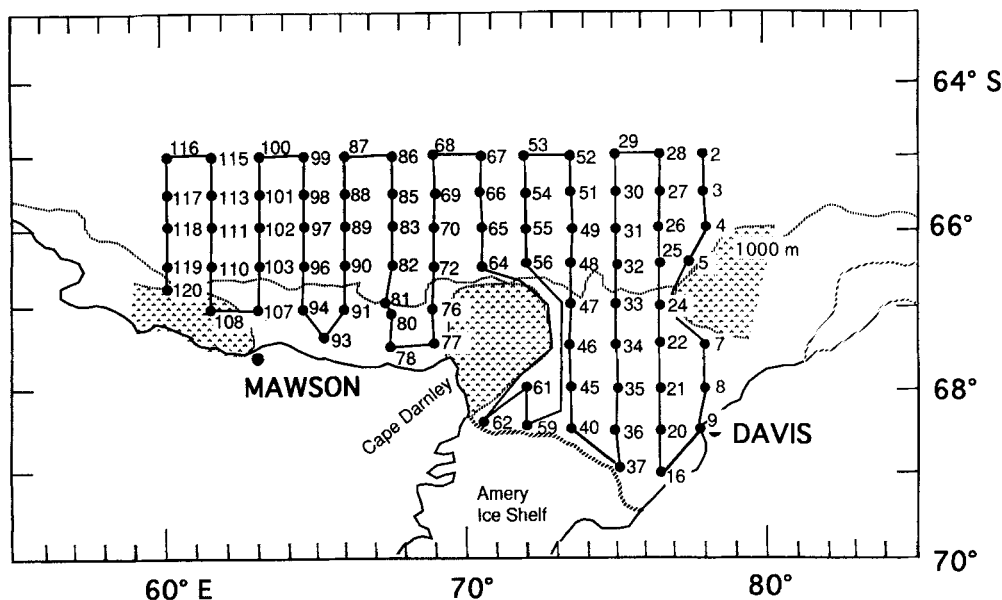 64° S
116 115 100 99 87 86 68 67 53 52 29 28 2
117 113 101 98 88 85 69 66 54 51 30 27 3
118 111 102 97 89 83 70 65 55 49 31 26 4
66°
25 1000 m
119 110 103 96 90 82 72 64 56 48 32 5
120 108 107 94 91 81 76 47 33 24
80
93 78 77 46 34 22 7
MAWSON
61 45 35 21 8
68°
Cape Darnley
62 59 40 36 20 9
DAVIS
37 16
Amery
Ice Shelf
70°
60° E 70° 80°